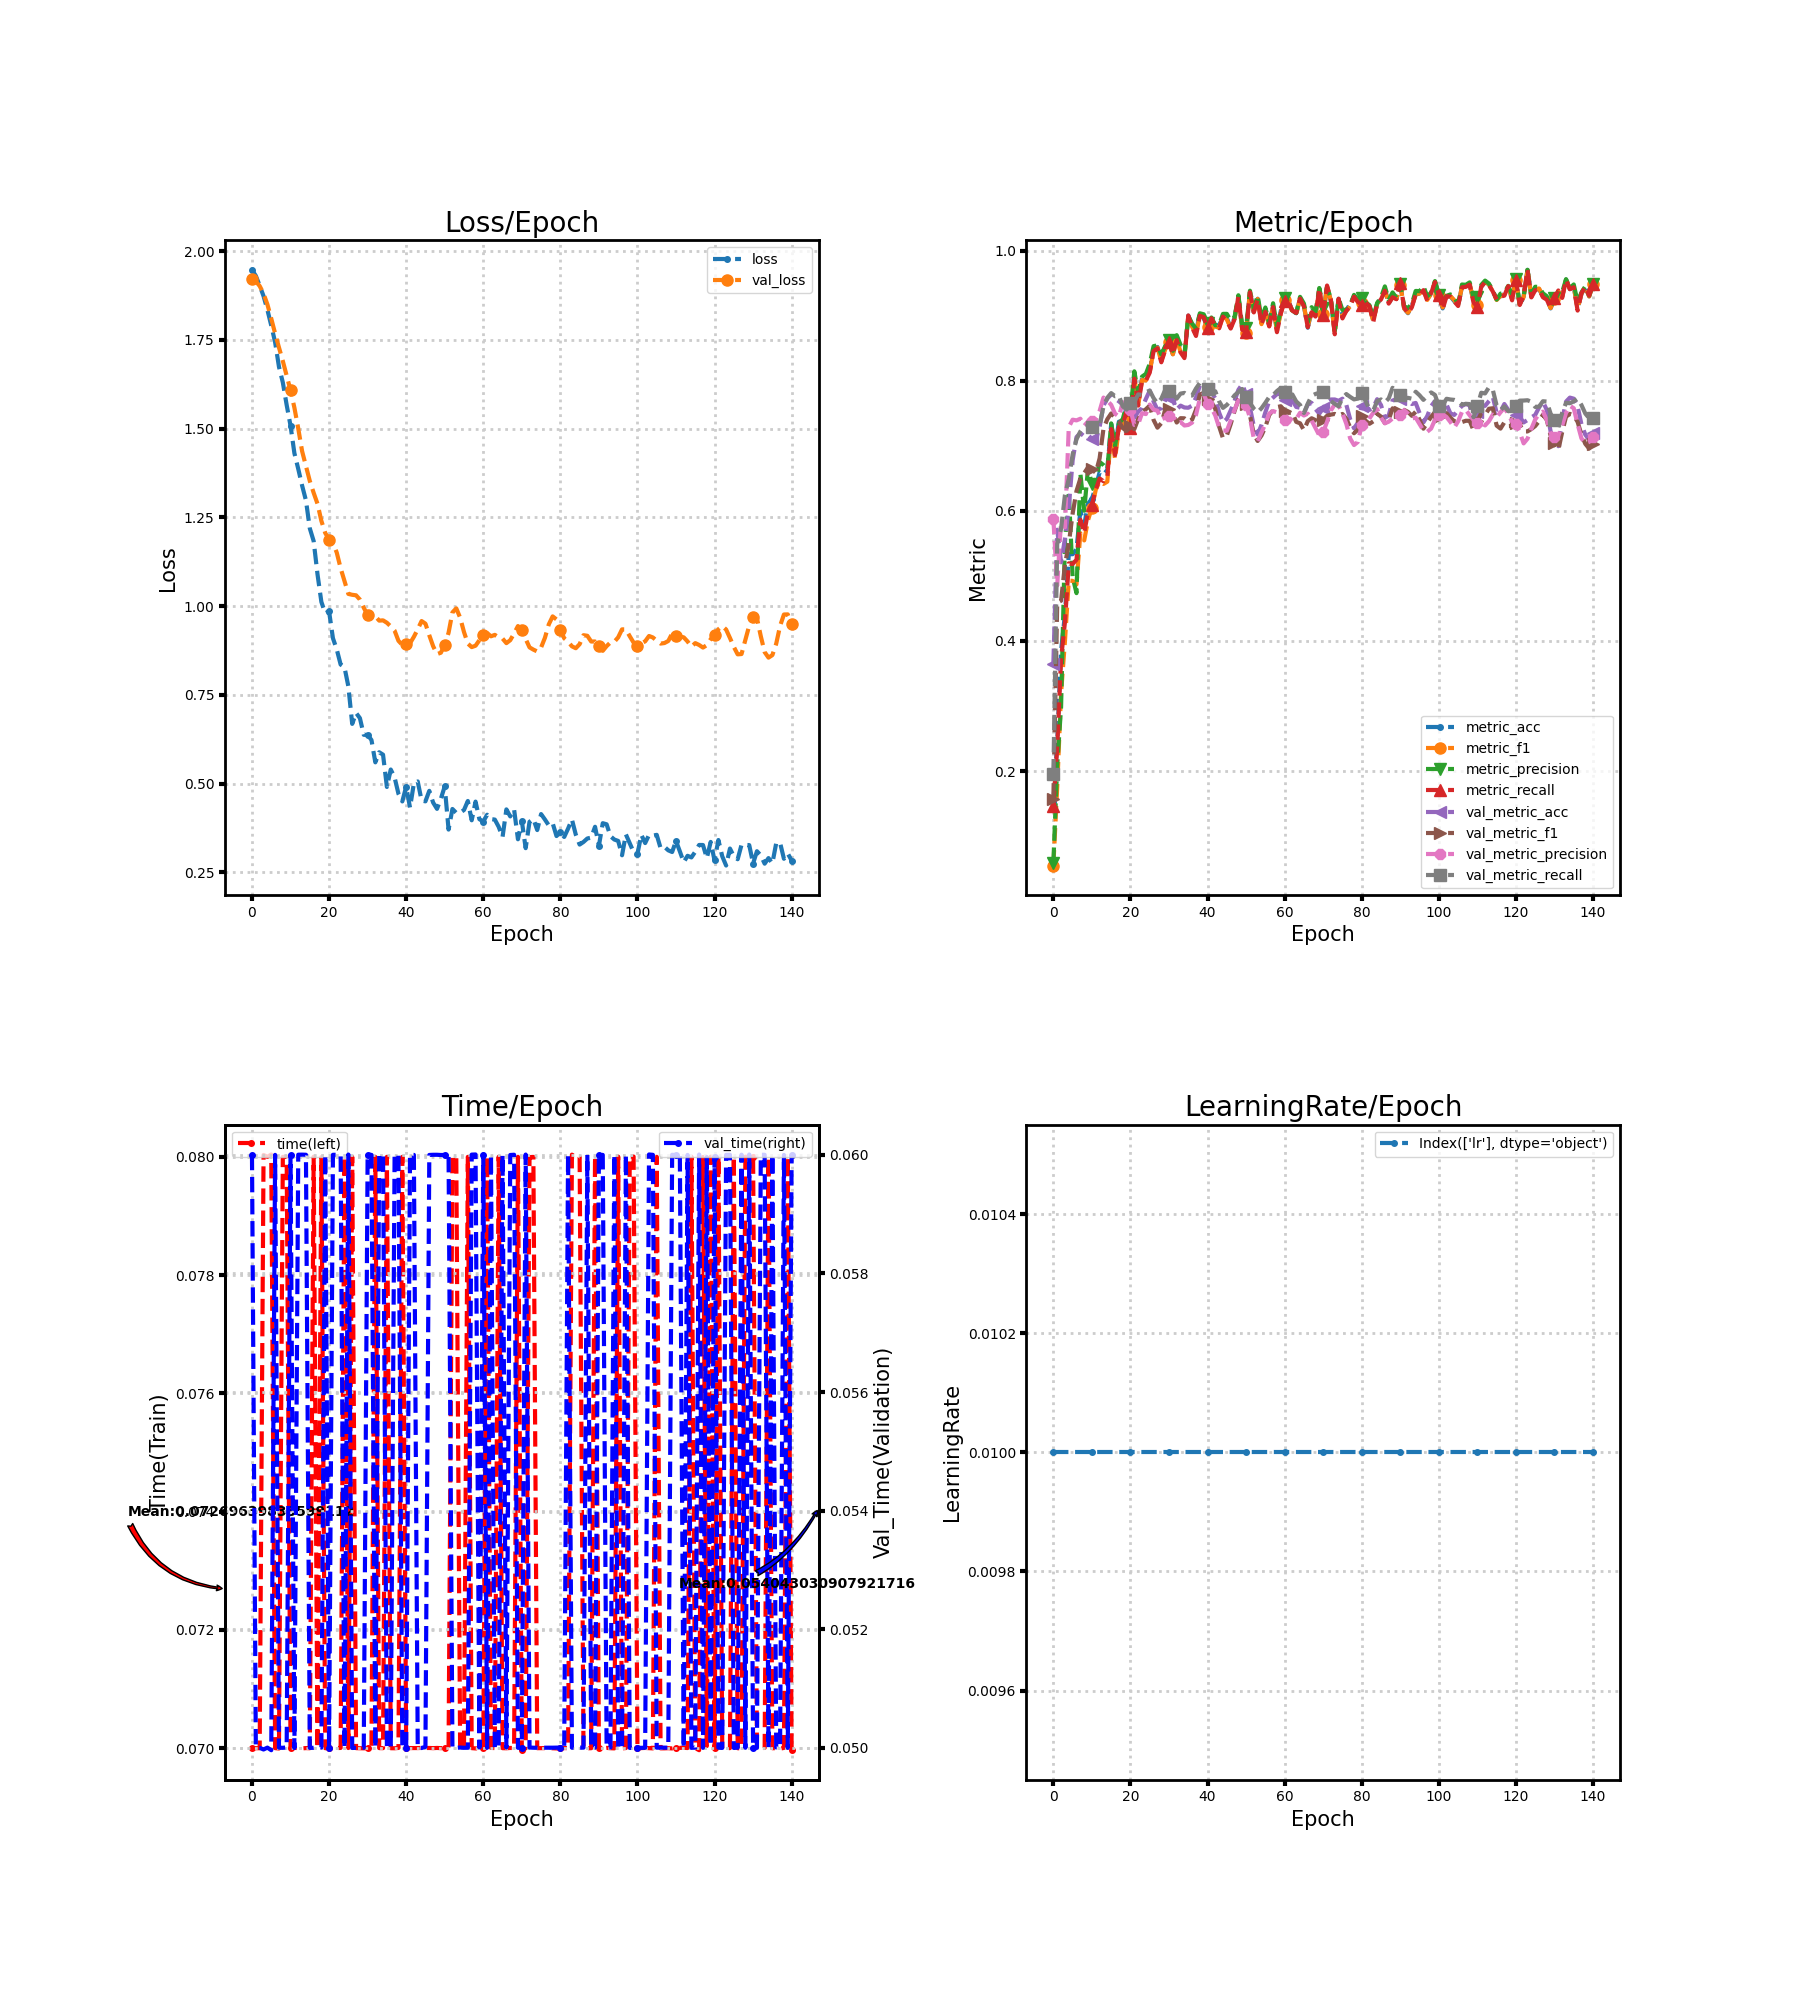 Loss/Epoch
2.00
1.75
1.50
1.25
1.00
0.75
0.50
0.25
Loss
loss
val_loss
0 20 40 60 80 100 120 140
Epoch
Metric/Epoch
1.0
0.8
0.6
0.4
0.2
Metric
metric_acc
metric_f1
metric_precision
metric_recall
val_metric_acc
val_metric_f1
val_metric_precision
val_metric_recall
0 20 40 60 80 100 120 140
Epoch
Time/Epoch
time(left)
val_time(right)
0.080
0.078
0.076
0.074
0.072
0.070
Time(Train)
0.060
0.058
0.056
0.054
0.052
0.050
Val_Time(Validation)
Mean:0.054043030907921716
0 20 40 60 80 100 120 140
Epoch
LearningRate/Epoch
Index(['lr'], dtype='object')
0.0104
0.0102
0.0100
0.0098
0.0096
LearningRate
0 20 40 60 80 100 120 140
Epoch